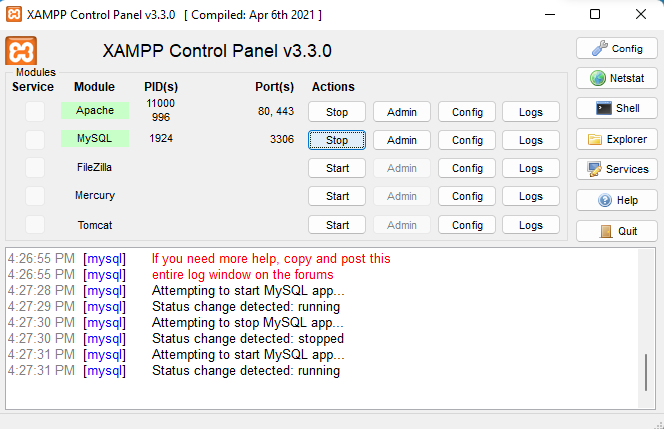 XAMPP Control Panel v3.3.0 [ Compiled: Apr 6th 2021 ]
XAMPP Control Panel v3.3.0
Config
Modules
Service Module PID(s) Port(s) Actions
Netstat
Apache 11000 996 80, 443 Stop Admin Config Logs
Shell
MySQL 1924 3306 Stop Admin Config Logs
Explorer
FileZilla Start Admin Config Logs
Services
Mercury Start Admin Config Logs
Help
Tomcat Start Admin Config Logs
Quit
4:26:55 PM [mysql] If you need more help, copy and post this
4:26:55 PM [mysql] entire log window on the forums
4:27:28 PM [mysql] Attempting to start MySQL app...
4:27:29 PM [mysql] Status change detected: running
4:27:30 PM [mysql] Attempting to stop MySQL app...
4:27:30 PM [mysql] Status change detected: stopped
4:27:31 PM [mysql] Attempting to start MySQL app...
4:27:31 PM [mysql] Status change detected: running